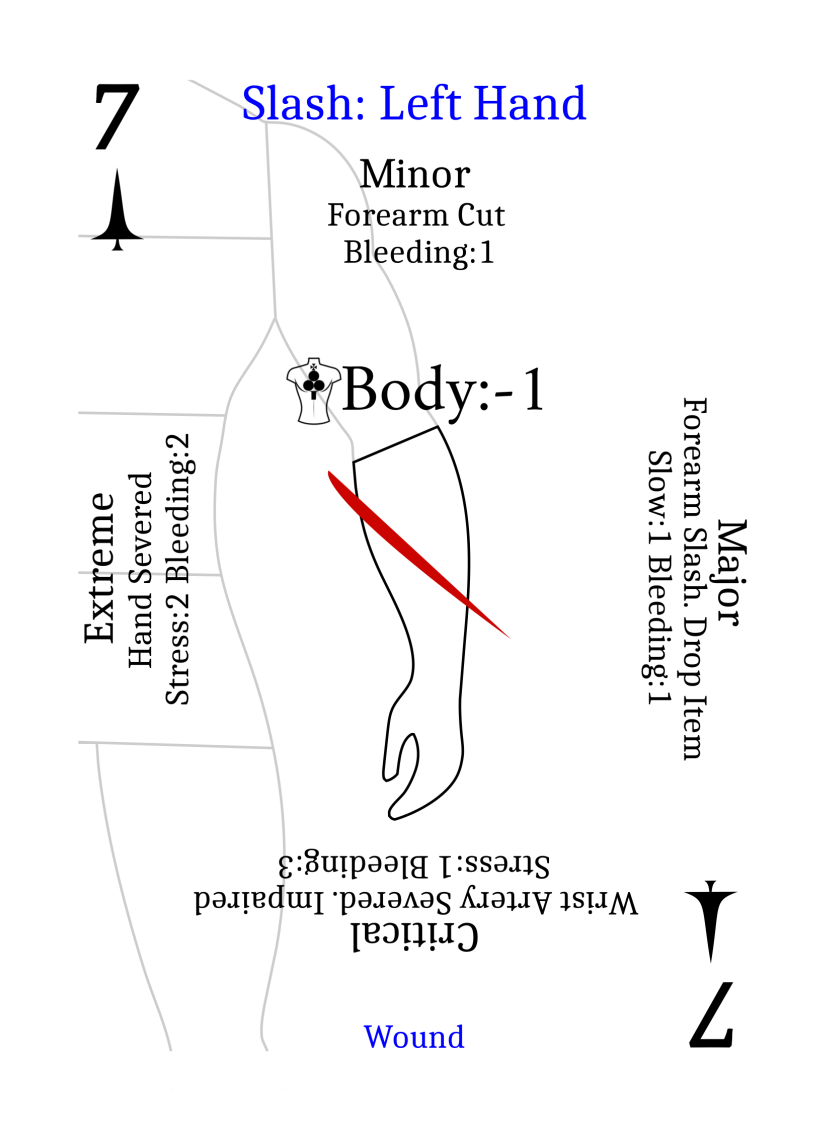 7
Slash: Left Hand
Minor
Forearm Cut
Bleeding:1
Body:-1
Major
Forearm Slash. Drop Item
Slow:1 Bleeding:1
Extreme
Hand Severed
Stress:2 Bleeding:2
Critical
Wrist Artery Severed. Impaired
Stress:1 Bleeding:3
Wound
7